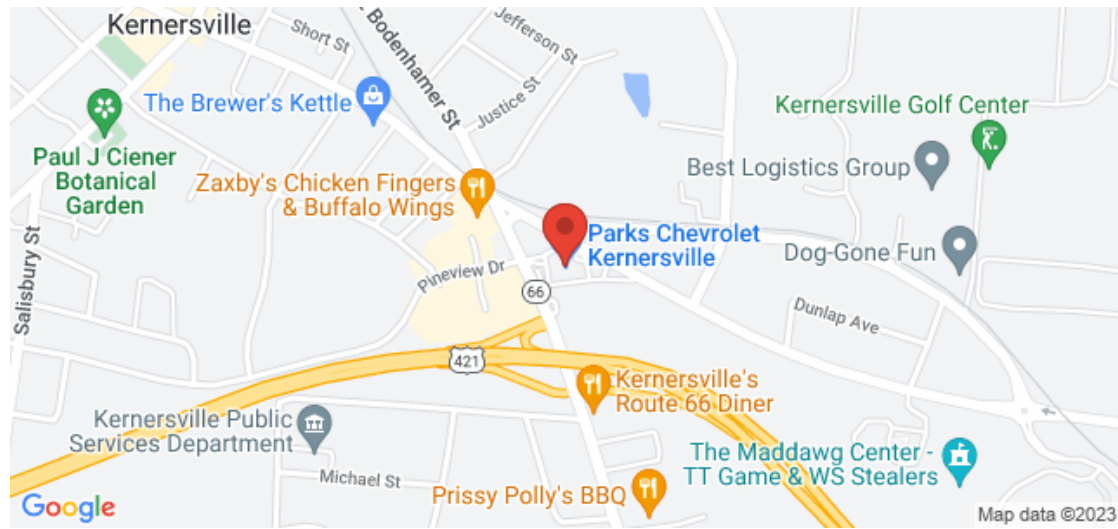 Kernersville
Short St
Bodenhamer St
Jefferson St
Justice St
The Brewer's Kettle
Kernersville Golf Center
Paul J Ciener
Botanical
Garden
Best Logistics Group
Zaxby's Chicken Fingers
& Buffalo Wings
Parks Chevrolet
Kernersville
Dog-Gone Fun
Salisbury St
Pineview Dr
66
Dunlap Ave
421
Kernersville's
Route 66 Diner
Kernersville Public
Services Department
The Maddawg Center -
TT Game & WS Stealers
Michael St
Prissy Polly's BBQ
Google
Map data ©2023